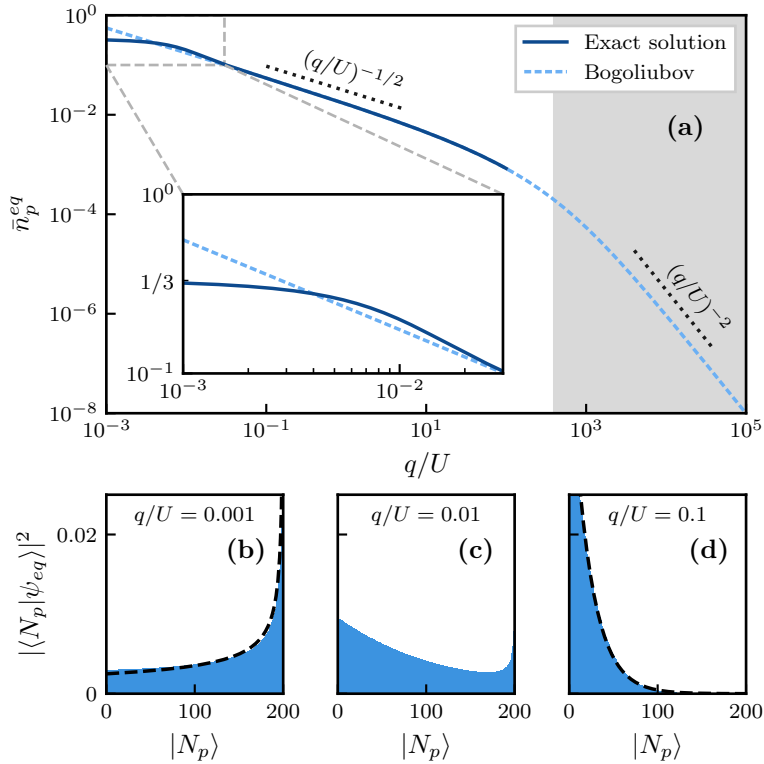 10^0
10^{-2}
10^{-4}
10^{-6}
10^{-8}
\bar{n}_p^{eq}
Exact solution
Bogoliubov
(q/U)^{-1/2}
(a)
(q/U)^{-2}
10^0
1/3
10^{-1}
10^{-3}
10^{-2}
10^{-3}
10^{-1}
10^1
10^3
10^5
q/U
|⟨N_p|ψ_{eq}⟩|^2
0.02
0
q/U = 0.001
(b)
0
100
200
|N_p⟩
q/U = 0.01
(c)
0
100
200
|N_p⟩
q/U = 0.1
(d)
0
100
200
|N_p⟩